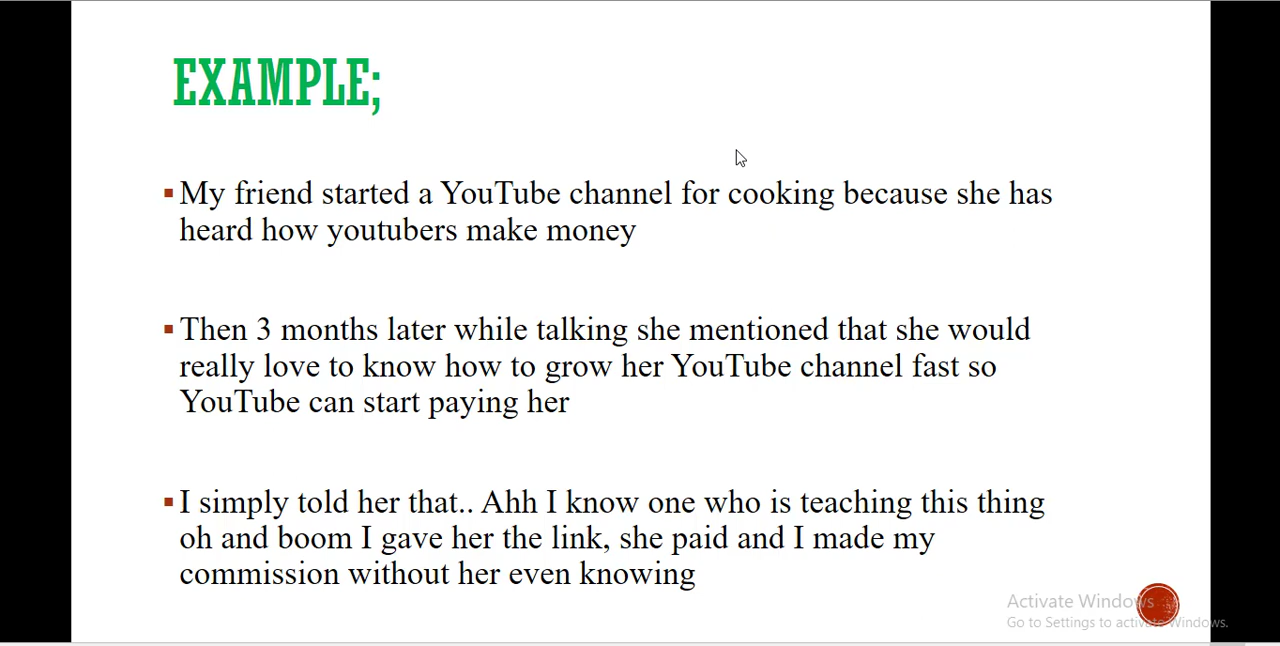 EXAMPLE;
▪ My friend started a YouTube channel for cooking because she has
heard how youtubers make money
▪ Then 3 months later while talking she mentioned that she would
really love to know how to grow her YouTube channel fast so
YouTube can start paying her
▪ I simply told her that.. Ahh I know one who is teaching this thing
oh and boom I gave her the link, she paid and I made my
commission without her even knowing
Activate Windows
Go to Settings to activate Windows.